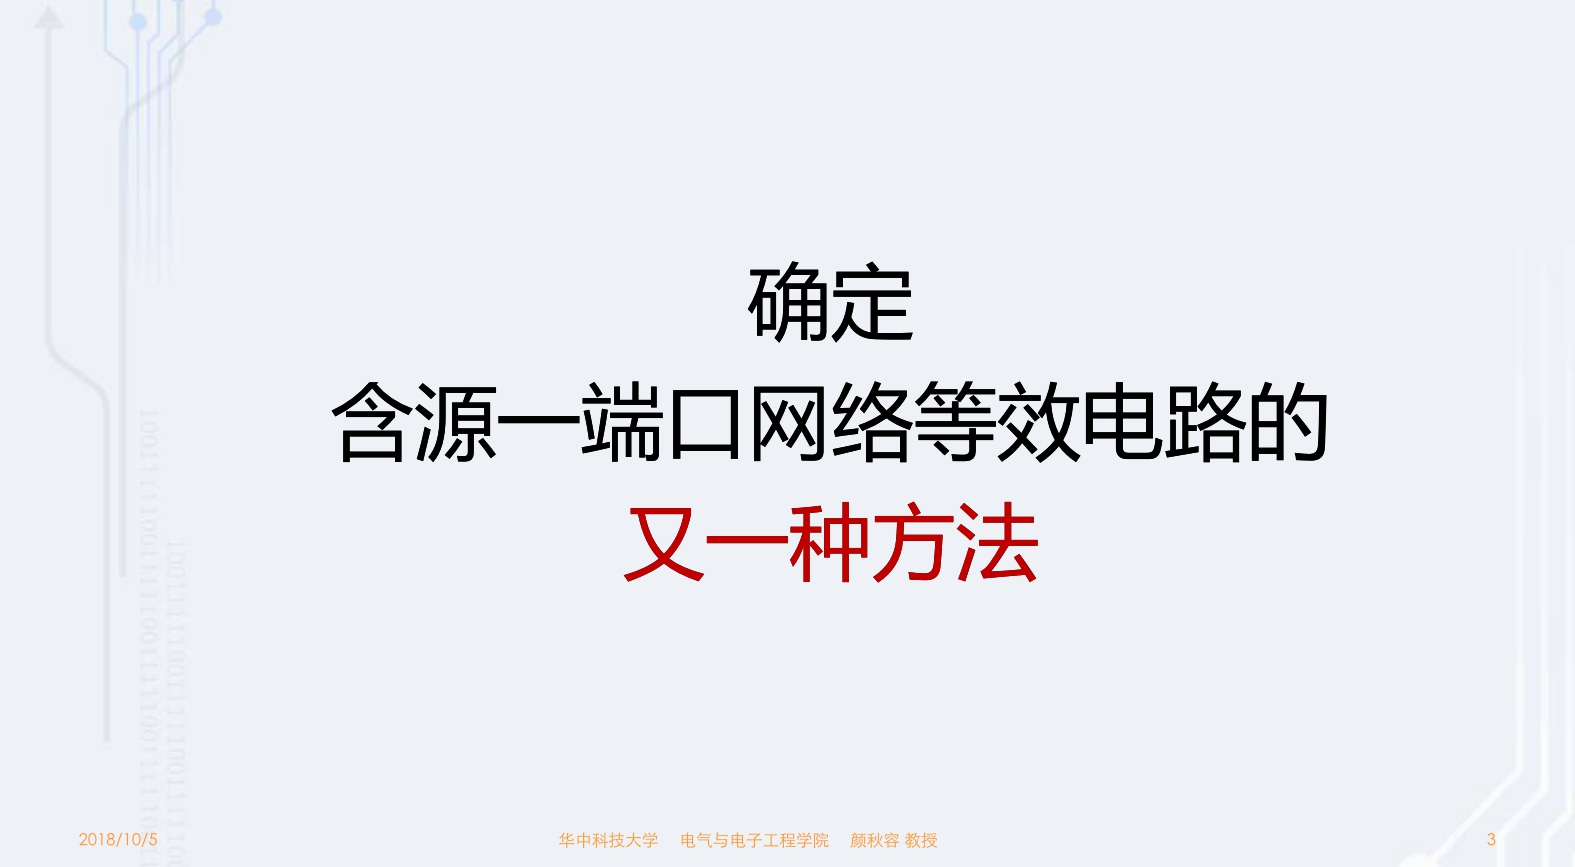 确定
含源一端口网络等效电路的
又一种方法
2018/10/5
华中科技大学 电气与电子工程学院 颜秋容 教授
3